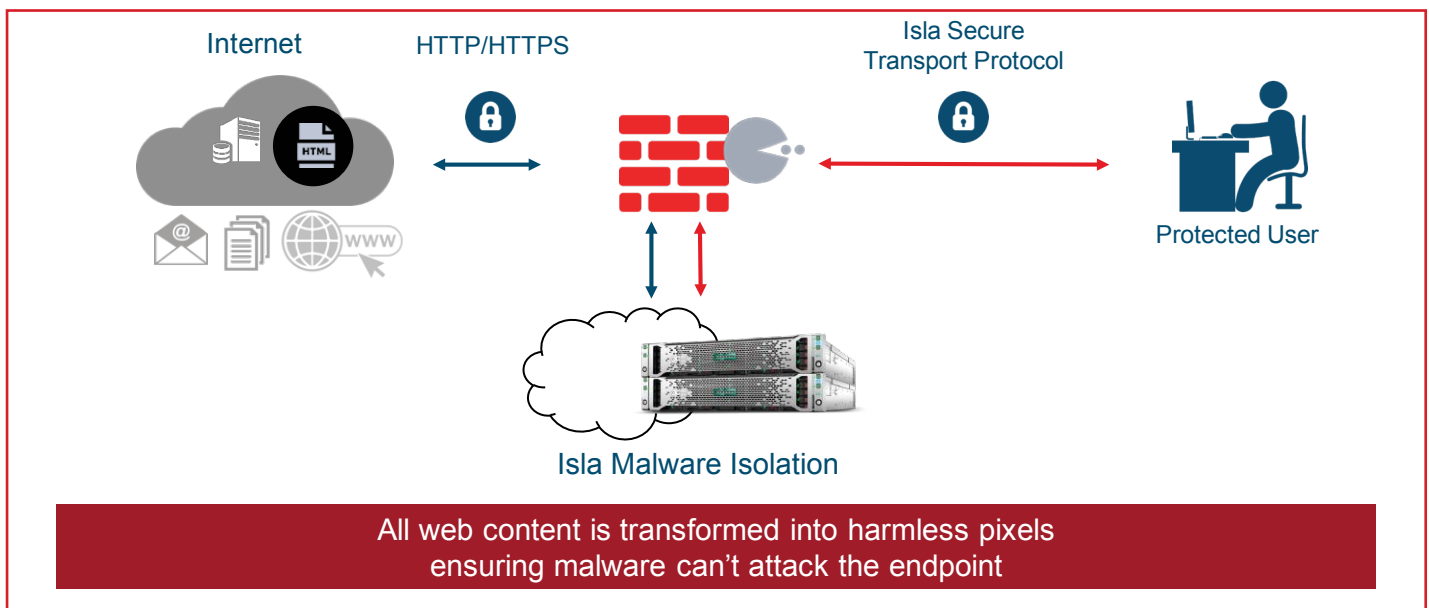 Internet
HTTP/HTTPS
Isla Secure
Transport Protocol
HTML
@
WWW
Protected User
Isla Malware Isolation
All web content is transformed into harmless pixels
ensuring malware can’t attack the endpoint